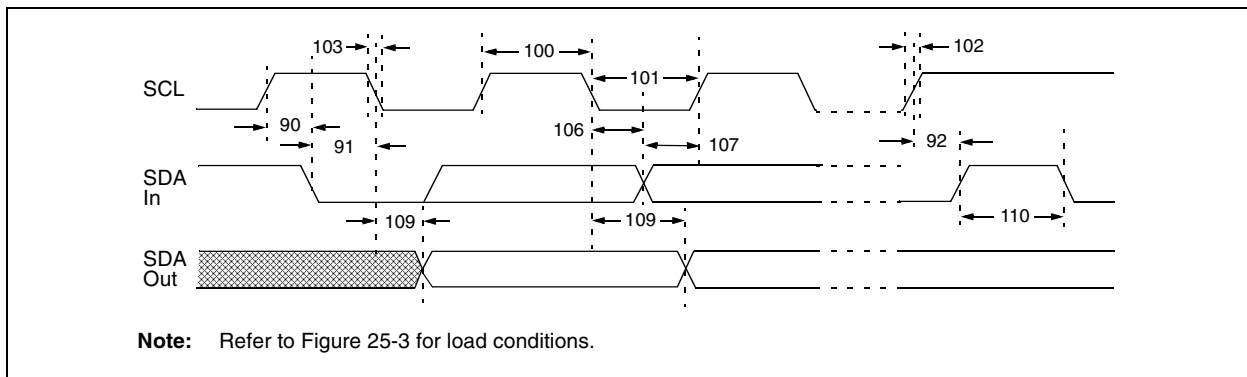 103
100
102
SCL
101
90
106
107
91
92
SDA
In
109
109
110
SDA
Out
Note: Refer to Figure 25-3 for load conditions.